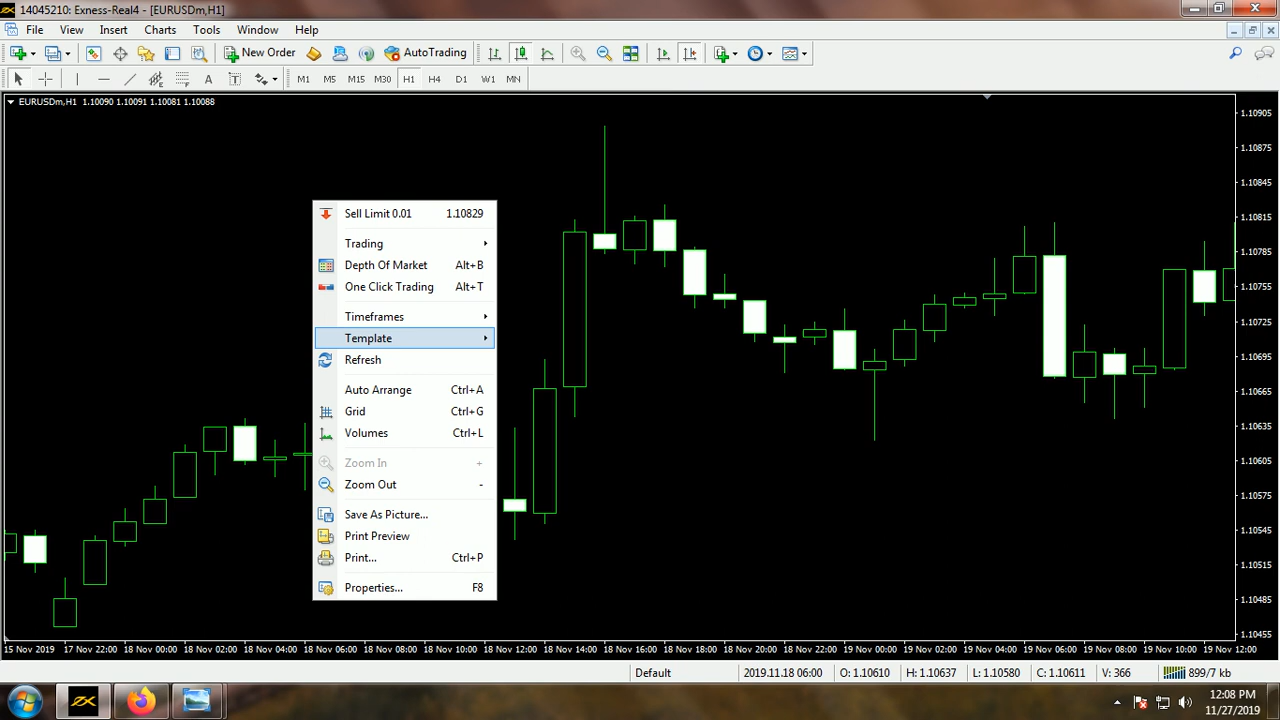 14045210: Exness-Real4 - [EURUSDm,H1]
File View Insert Charts Tools Window Help
New Order AutoTrading
A T M1 M5 M15 M30 H1 H4 D1 W1 MN
EURUSDm,H1 1.10090 1.10091 1.10081 1.10088
1.10905
1.10875
1.10845
1.10815
1.10785
1.10755
1.10725
1.10695
1.10665
1.10635
1.10605
1.10575
1.10545
1.10515
1.10485
1.10455
Sell Limit 0.01 1.10829
Trading
Depth Of Market Alt+B
One Click Trading Alt+T
Timeframes
Template
Refresh
Auto Arrange Ctrl+A
Grid Ctrl+G
Volumes Ctrl+L
Zoom In +
Zoom Out -
Save As Picture...
Print Preview
Print... Ctrl+P
Properties... F8
15 Nov 2019 17 Nov 22:00 18 Nov 00:00 18 Nov 02:00 18 Nov 04:00 18 Nov 06:00 18 Nov 08:00 18 Nov 10:00 18 Nov 12:00 18 Nov 14:00 18 Nov 16:00 18 Nov 18:00 18 Nov 20:00 18 Nov 22:00 19 Nov 00:00 19 Nov 02:00 19 Nov 04:00 19 Nov 06:00 19 Nov 08:00 19 Nov 10:00 19 Nov 12:00
Default 2019.11.18 06:00 O: 1.10610 H: 1.10637 L: 1.10580 C: 1.10611 V: 366 899/7 kb
12:08 PM
11/27/2019